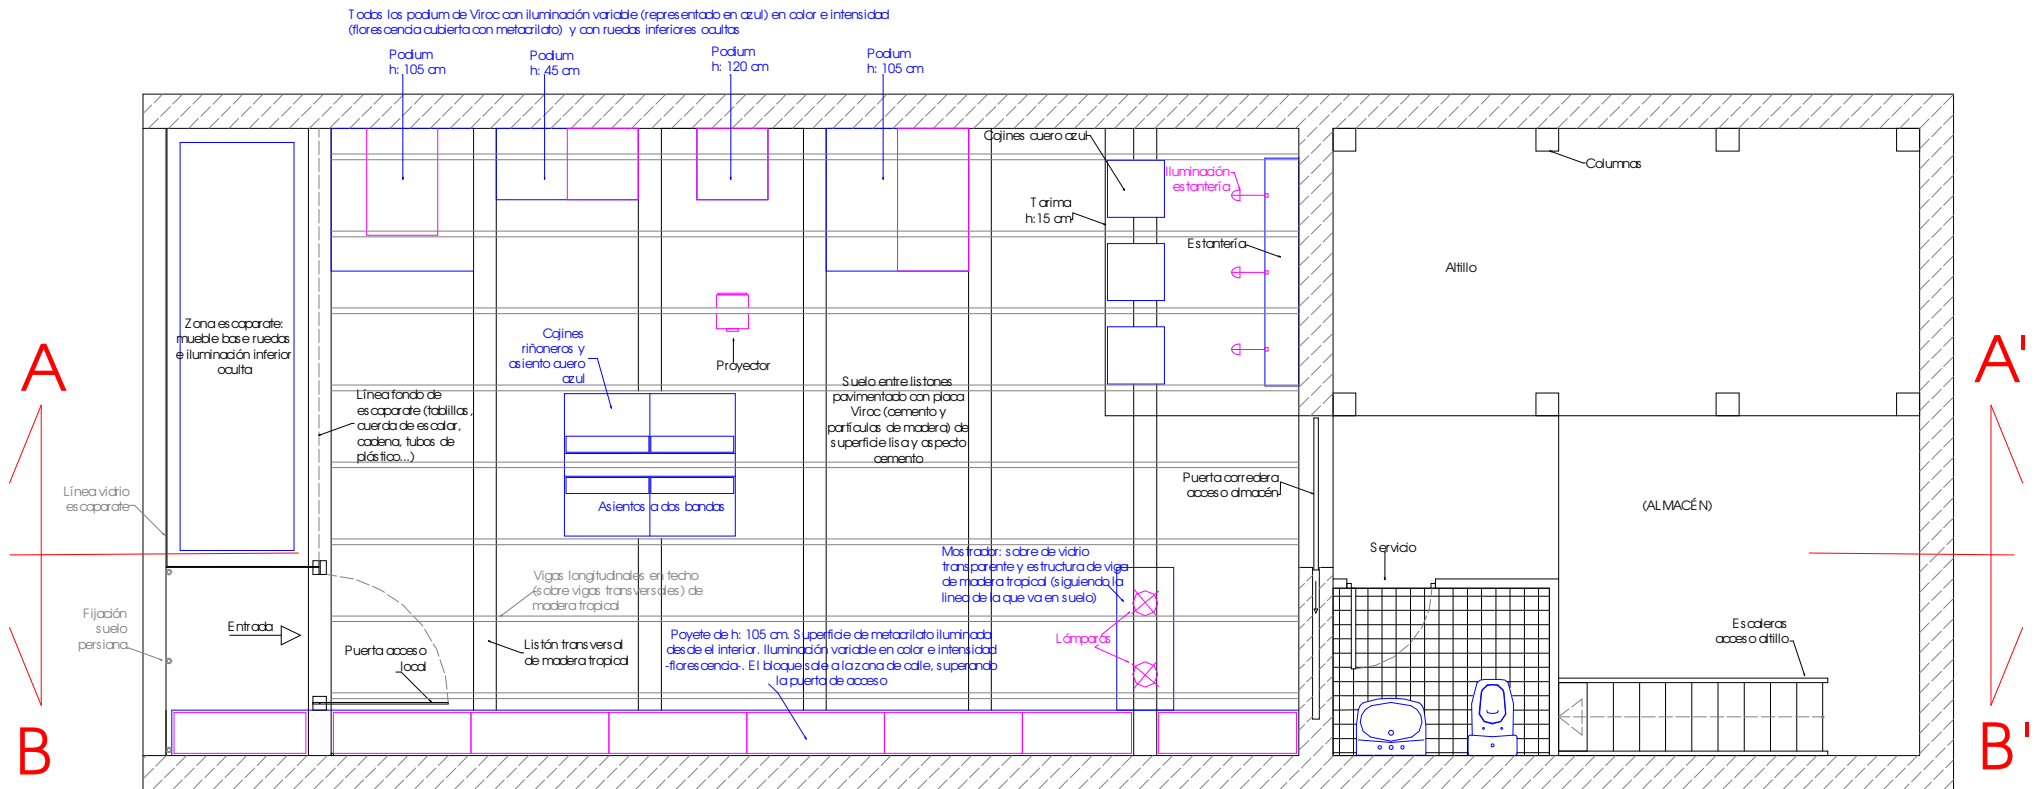 Todos los podium de Viroc con iluminación variable (representado en azul) en color e intensidad
(florescencia cubierta con metacrilato) y con ruedas inferiores ocultas
Podium
h: 105 cm
Podium
h: 45 cm
Podium
h: 120 cm
Podium
h: 105 cm
Cojines cuero azul
Iluminación
estantería
Columnas
Tarima
h:15 cm
Estantería
Altillo
Zona escaparate:
mueble base ruedas
e iluminación inferior
oculta
Cojines
riñoneros y
asiento cuero
azul
Proyector
A
A'
Línea fondo de
escaparate (tablillas,
cuerda de escalar,
cadena, tubos de
plástico...)
Suelo entre listones
pavimentado con placa
Viroc (cemento y
partículas de madera) de
superficie lisa y aspecto
cemento
Línea vidrio
escaparate
Asientos a dos bandas
Puerta corredera
acceso almacén
(ALMACÉN)
Servicio
Mostrador: sobre de vidrio
transparente y estructura de viga
de madera tropical (siguiendo la
linea de la que va en suelo)
Vigas longitudinales en techo
(sobre vigas transversales) de
madera tropical
Fijación
suelo
persiana
Entrada
Puerta acceso
local
Listón transversal
de madera tropical
Poyete de h: 105 cm. Superficie de metacrilato iluminada
desde el interior. Iluminación variable en color e intensidad
-florescencia-. El bloque sale a la zona de calle, superando
la puerta de acceso
Lámparas
Escaleras
acceso altillo
B
B'